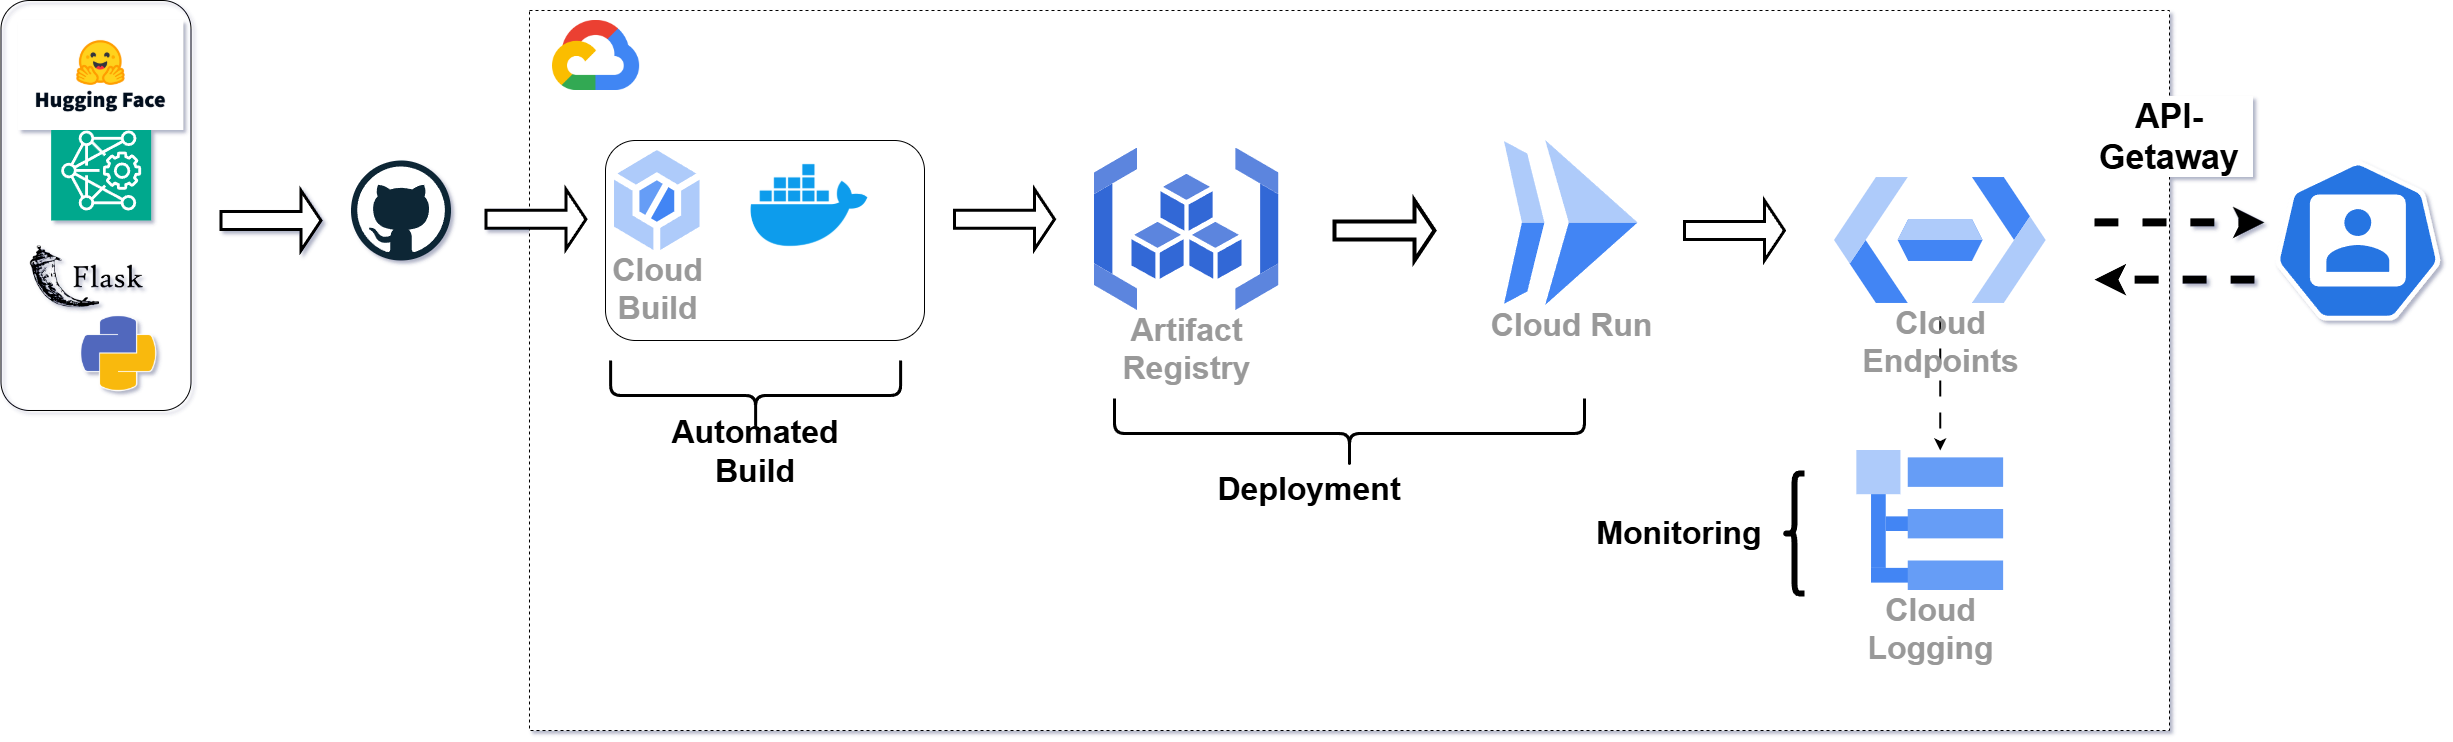 Hugging Face
Flask
Cloud
Build
Automated
Build
Artifact
Registry
Cloud Run
Deployment
Cloud
Endpoints
API-
Getaway
Monitoring
Cloud
Logging